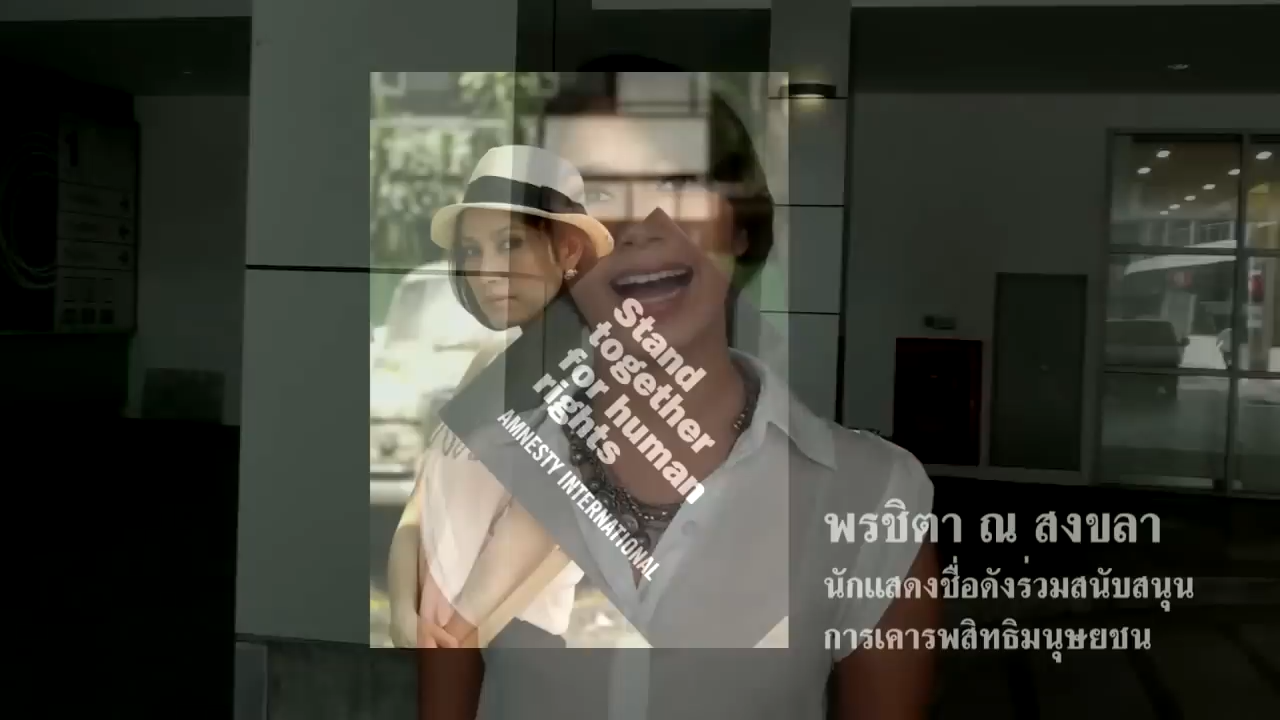 Stand
together
for human
rights
AMNESTY INTERNATIONAL
พรชิตา ณ สงขลา
นักแสดงชื่อดังร่วมสนับสนุน
การเคารพสิทธิมนุษยชน